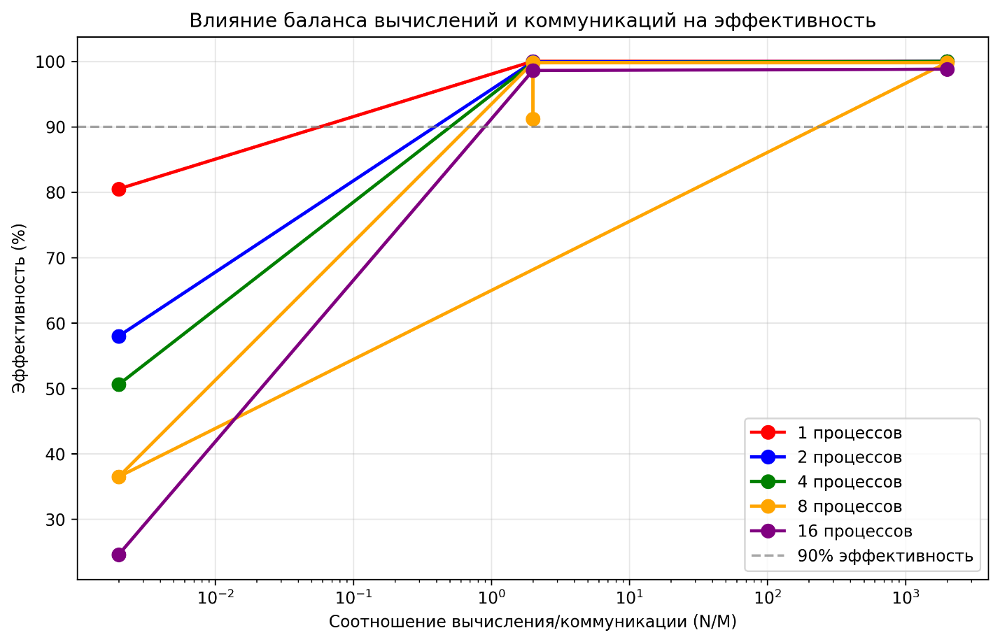 Влияние баланса вычислений и коммуникаций на эффективность
Эффективность (%)
100
90
80
70
60
50
40
30
10⁻²
10⁻¹
10⁰
10¹
10²
10³
Соотношение вычисления/коммуникации (N/M)
1 процессов
2 процессов
4 процессов
8 процессов
16 процессов
90% эффективность